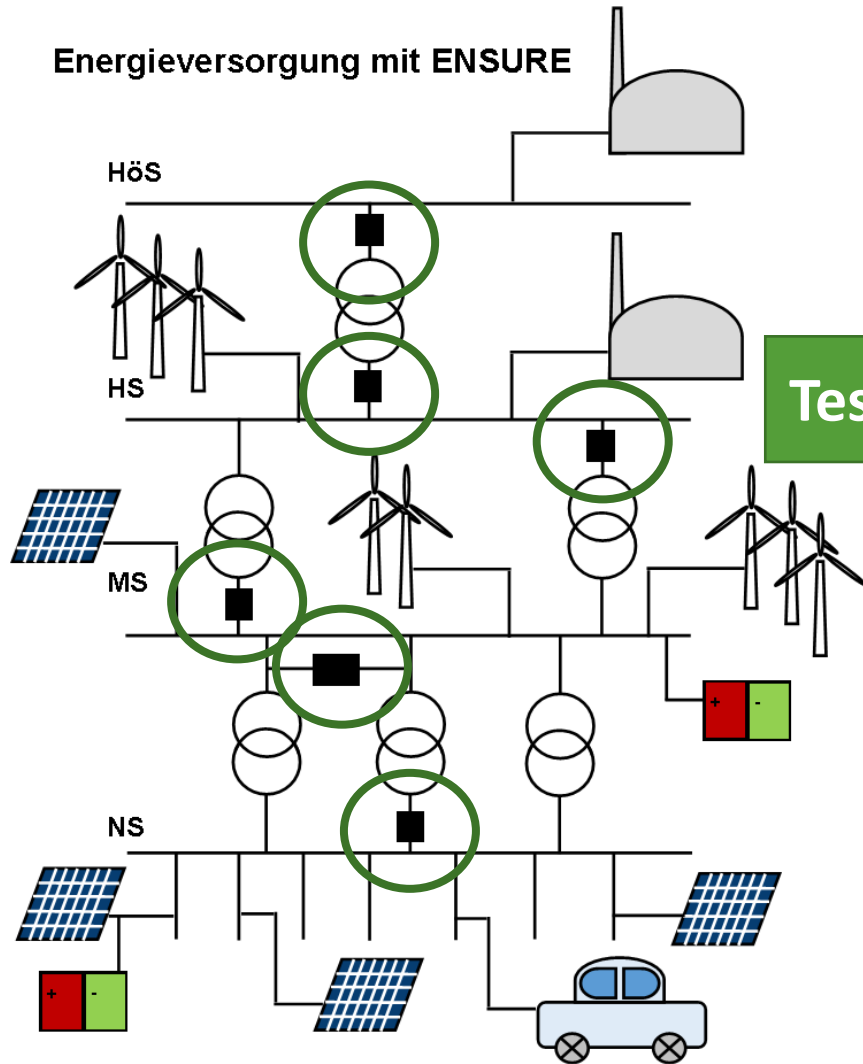 Energieversorgung mit ENSURE
HöS
HS
Tes
MS
+ -
NS
+ -